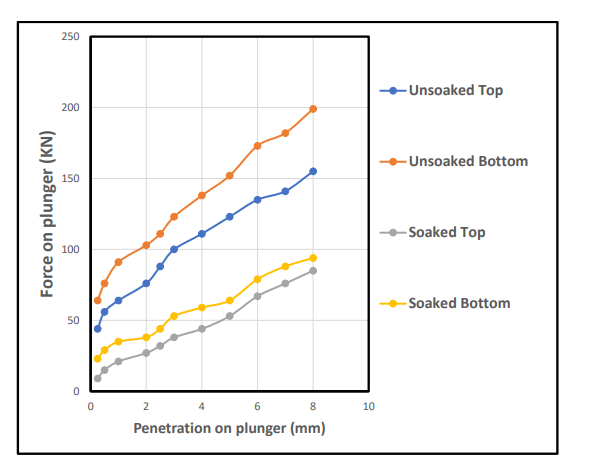 250
200
150
100
50
0
0 2 4 6 8 10
Force on plunger (KN)
Penetration on plunger (mm)
Unsoaked Top
Unsoaked Bottom
Soaked Top
Soaked Bottom